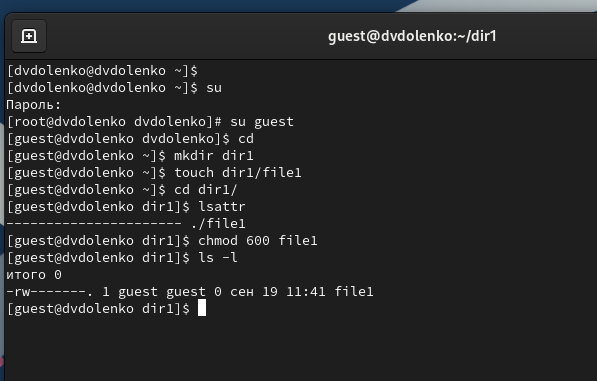 guest@dvdolenko:~/dir1
[dvdolenko@dvdolenko ~]$
[dvdolenko@dvdolenko ~]$ su
Пароль:
[root@dvdolenko dvdolenko]# su guest
[guest@dvdolenko dvdolenko]$ cd
[guest@dvdolenko ~]$ mkdir dir1
[guest@dvdolenko ~]$ touch dir1/file1
[guest@dvdolenko ~]$ cd dir1/
[guest@dvdolenko dir1]$ lsattr
---------------------- ./file1
[guest@dvdolenko dir1]$ chmod 600 file1
[guest@dvdolenko dir1]$ ls -l
итого 0
-rw-------. 1 guest guest 0 сен 19 11:41 file1
[guest@dvdolenko dir1]$